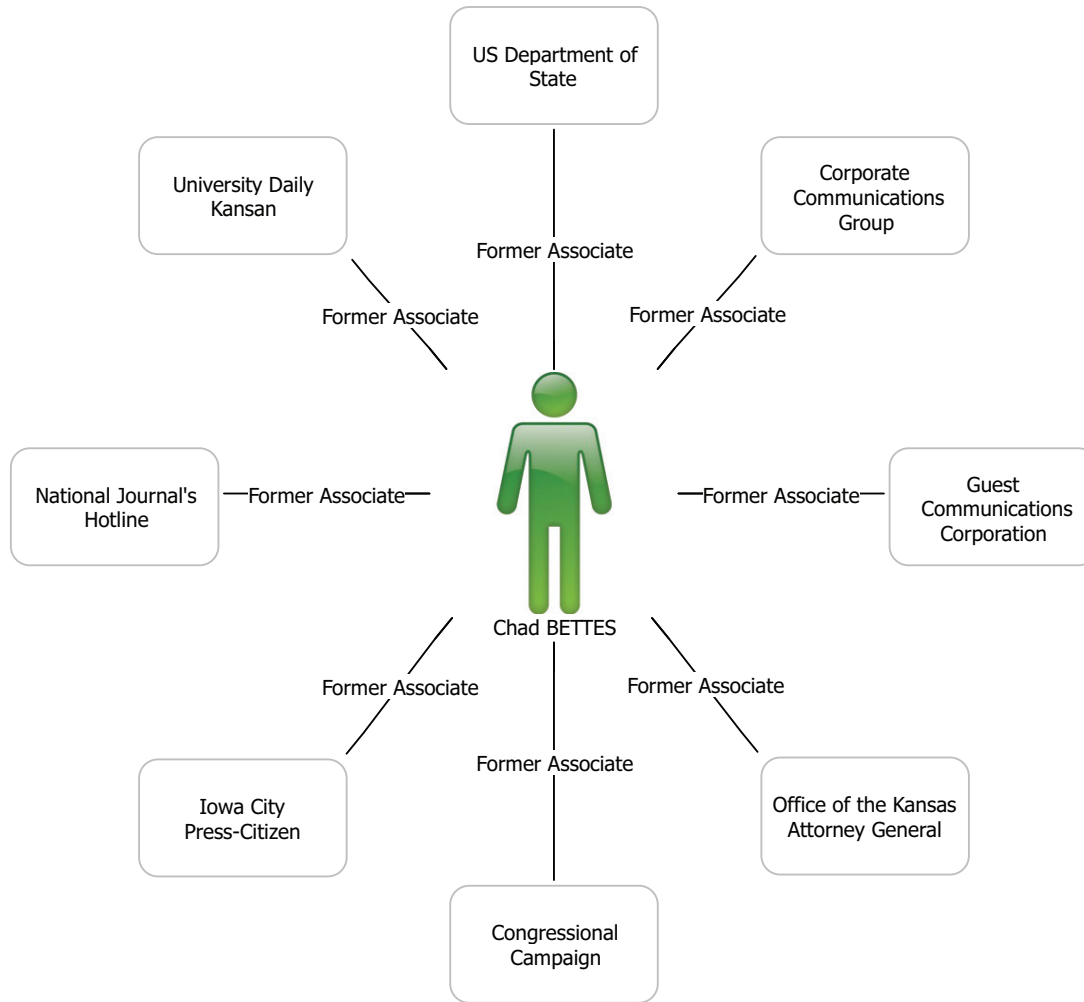 US Department of
State
University Daily
Kansan
Corporate
Communications
Group
Former Associate
Former Associate
Former Associate
National Journal's
Hotline
Former Associate
Former Associate
Guest
Communications
Corporation
Chad BETTES
Former Associate
Former Associate
Former Associate
Iowa City
Press-Citizen
Office of the Kansas
Attorney General
Congressional
Campaign